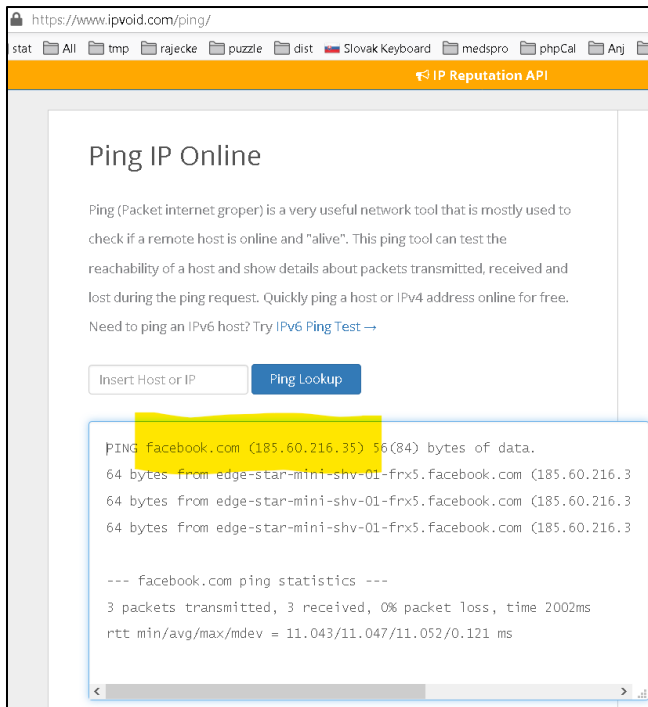 https://www.ipvoid.com/ping/
stat All tmp rajecke puzzle dist Slovak Keyboard medspro phpCal Anj
IP Reputation API
Ping IP Online
Ping (Packet internet groper) is a very useful network tool that is mostly used to
check if a remote host is online and "alive". This ping tool can test the
reachability of a host and show details about packets transmitted, received and
lost during the ping request. Quickly ping a host or IPv4 address online for free.
Need to ping an IPv6 host? Try IPv6 Ping Test →
Insert Host or IP Ping Lookup
PING facebook.com (185.60.216.35) 56(84) bytes of data.
64 bytes from edge-star-mini-shv-01-frx5.facebook.com (185.60.216.3
64 bytes from edge-star-mini-shv-01-frx5.facebook.com (185.60.216.3
64 bytes from edge-star-mini-shv-01-frx5.facebook.com (185.60.216.3
--- facebook.com ping statistics ---
3 packets transmitted, 3 received, 0% packet loss, time 2002ms
rtt min/avg/max/mdev = 11.043/11.047/11.052/0.121 ms